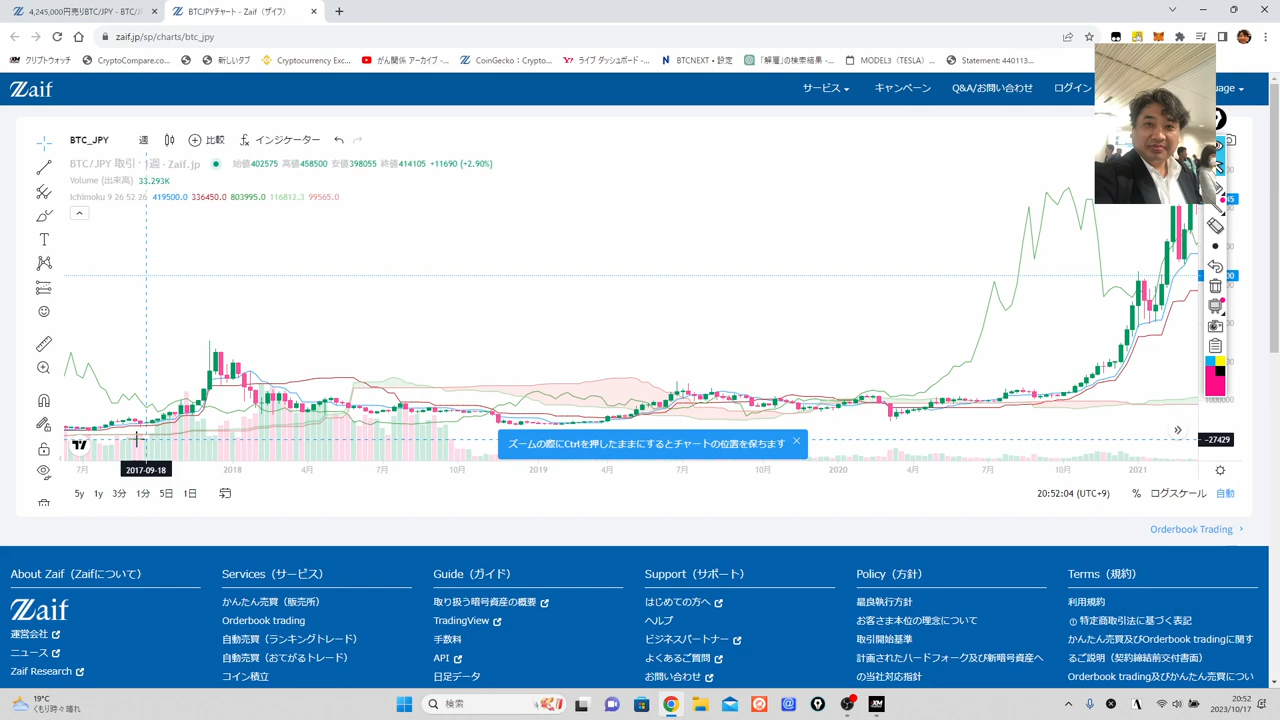 4,245,000円売りBTC/JPY - BTC/JF
BTCJPYチャート - Zaif（ザイフ）
zaif.jp/sp/charts/btc_jpy
クリプトウォッチ
CryptoCompare.co...
新しいタブ
Cryptocurrency Exc...
がん関係 アーカイブ -...
CoinGecko：Crypto...
ライブ ダッシュボード -...
BTCNEXT • 設定
「解雇」の検索結果 -...
MODEL3（TESLA）...
Statement: 440113...
Zaif
サービス
キャンペーン
Q&A/お問い合わせ
ログイン
uage
BTC_JPY
週
比較
インジケーター
BTC/JPY 取引・1週 - Zaif.jp
始値402575 高値458500 安値398055 終値414105 +11690 (+2.90%)
Volume (出来高) 33.293K
Ichimoku 9 26 52 26 419500.0 336450.0 803995.0 116812.3 99565.0
1000000
ズームの際にCtrlを押したままにするとチャートの位置を保ちます
-27429
7月
2017-09-18
2018
4月
7月
10月
2019
4月
7月
10月
2020
4月
7月
10月
2021
5y
1y
3分
1分
5日
1日
20:52:04 (UTC+9)
%
ログスケール
自動
Orderbook Trading
About Zaif（Zaifについて）
Services（サービス）
Guide（ガイド）
Support（サポート）
Policy（方針）
Terms（規約）
Zaif
運営会社
ニュース
Zaif Research
かんたん売買（販売所）
Orderbook trading
自動売買（ランキングトレード）
自動売買（おてがるトレード）
コイン積立
取り扱う暗号資産の概要
TradingView
手数料
API
日足データ
はじめての方へ
ヘルプ
ビジネスパートナー
よくあるご質問
お問い合わせ
最良執行方針
お客さま本位の理念について
取引開始基準
計画されたハードフォーク及び新暗号資産へ
の当社対応指針
利用規約
特定商取引法に基づく表記
かんたん売買及びOrderbook tradingに関す
るご説明（契約締結前交付書面）
Orderbook trading及びかんたん売買につい
19°C
くもり時々晴れ
検索
A
20:52
2023/10/17